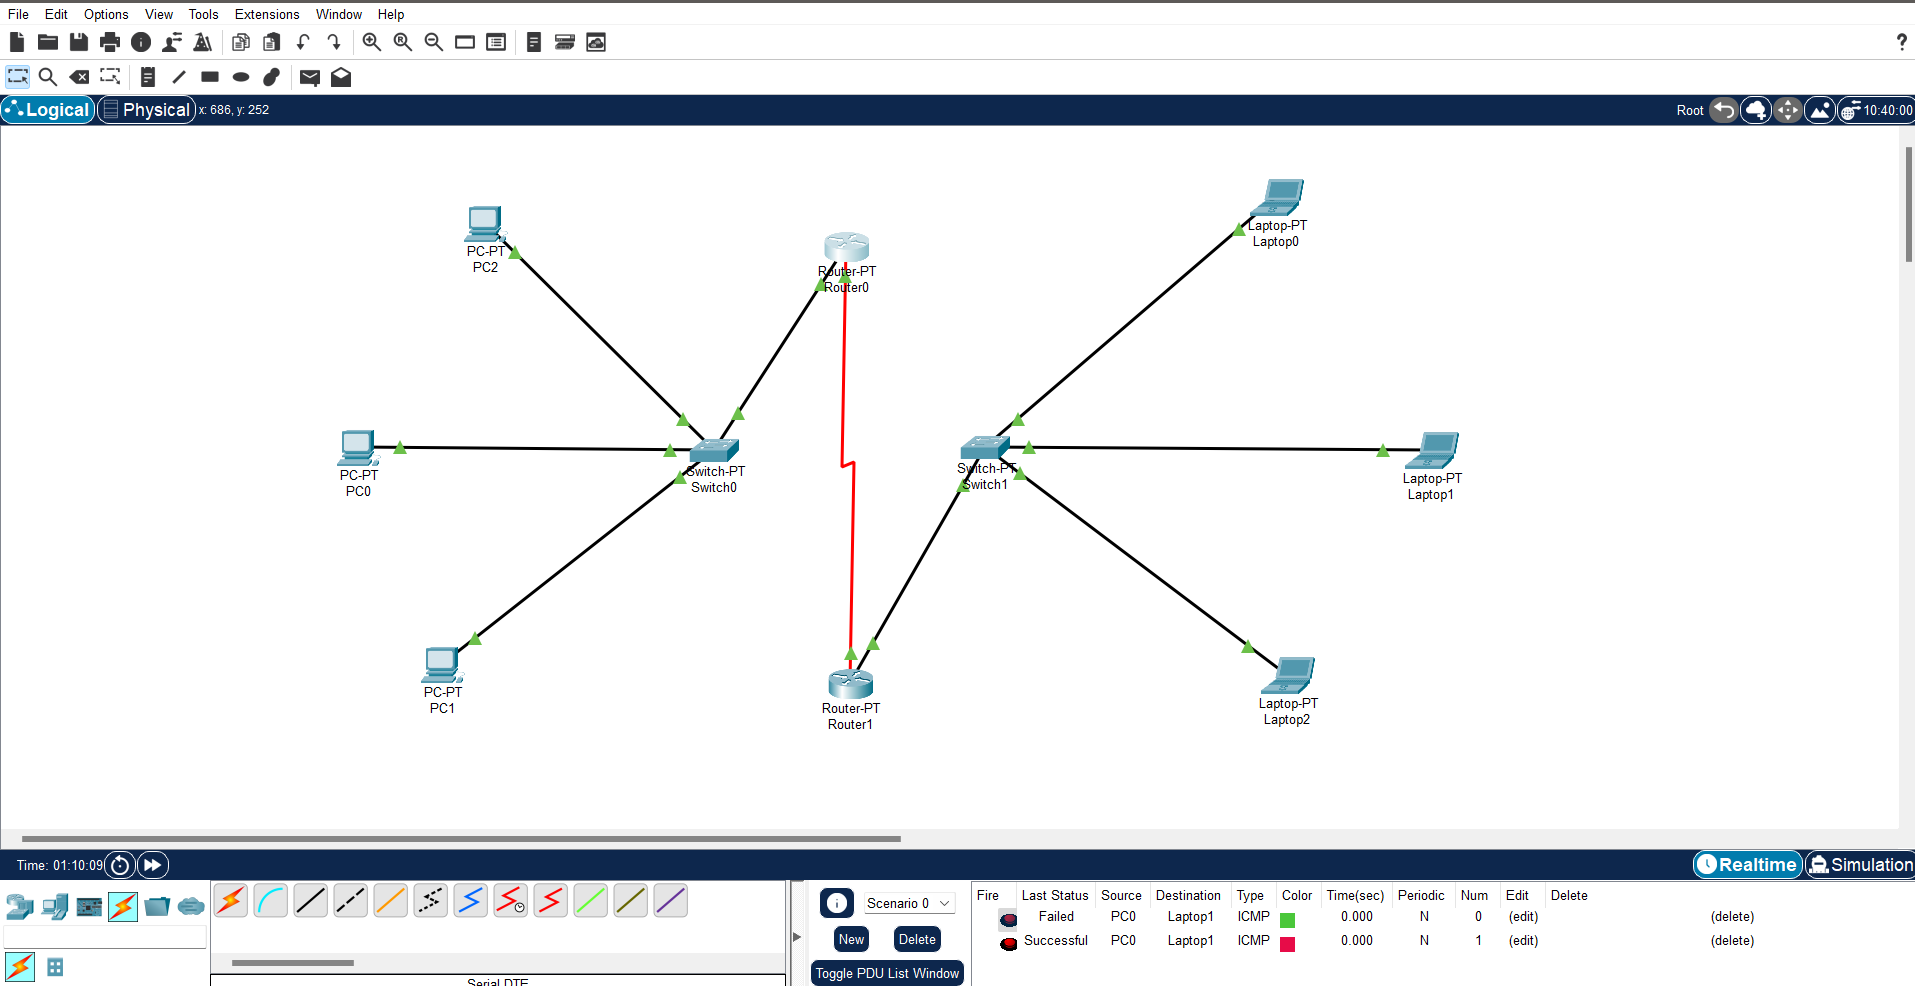 File Edit Options View Tools Extensions Window Help
?
Logical Physical x: 686, y: 252 Root 10:40:00
Laptop-PT
Laptop0
PC-PT
PC2
Router-PT
Router0
PC-PT
PC0
Switch-PT
Switch0
Switch-PT
Switch1
Laptop-PT
Laptop1
PC-PT
PC1
Router-PT
Router1
Laptop-PT
Laptop2
Time: 01:10:09 Realtime Simulation
Scenario 0
New Delete
Toggle PDU List Window
Fire Last Status Source Destination Type Color Time(sec) Periodic Num Edit Delete
Failed PC0 Laptop1 ICMP 0.000 N 0 (edit) (delete)
Successful PC0 Laptop1 ICMP 0.000 N 1 (edit) (delete)
Serial DTE